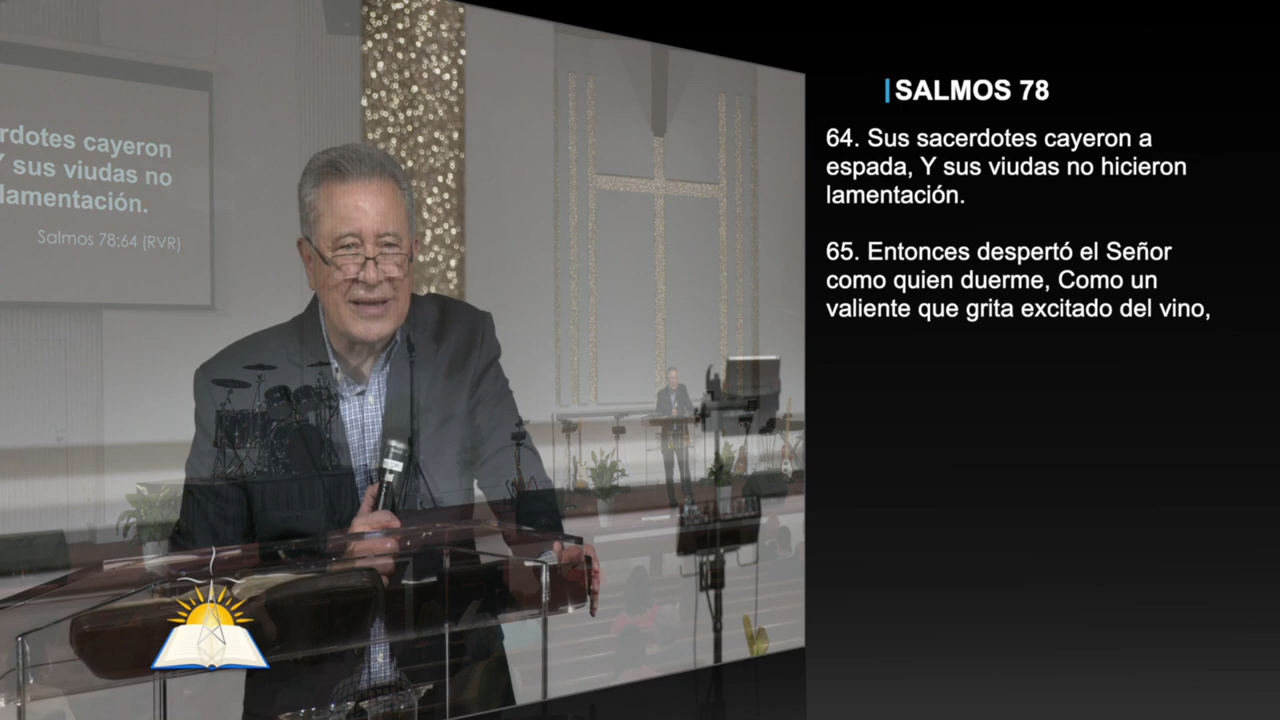 rdotes cayeron
Y sus viudas no
lamentación.
Salmos 78:64 (RVR)
SALMOS 78
64. Sus sacerdotes cayeron a
espada, Y sus viudas no hicieron
lamentación.
65. Entonces despertó el Señor
como quien duerme, Como un
valiente que grita excitado del vino,